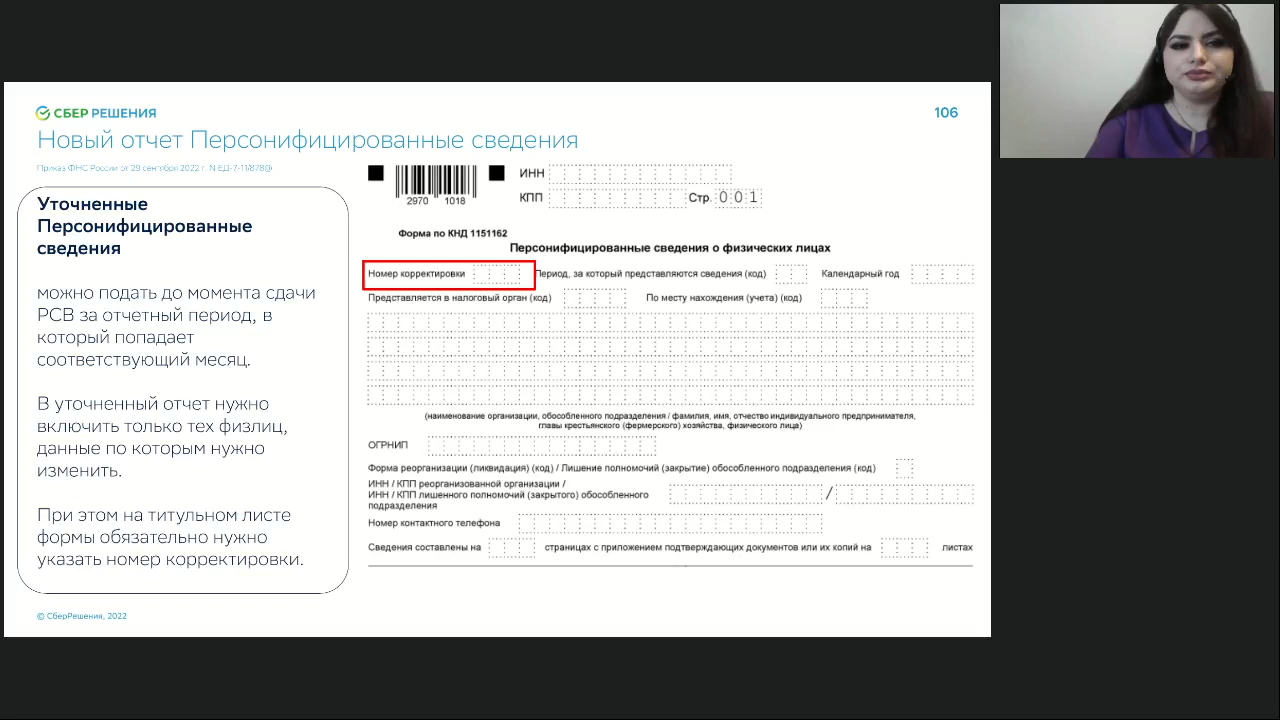 СБЕР РЕШЕНИЯ
106
Новый отчет Персонифицированные сведения
Приказ ФНС России от 29 сентября 2022 г. N ЕД-7-11/878@
Уточненные
Персонифицированные
сведения
можно подать до момента сдачи
РСВ за отчетный период, в
который попадает
соответствующий месяц.
В уточненный отчет нужно
включить только тех физлиц,
данные по которым нужно
изменить.
При этом на титульном листе
формы обязательно нужно
указать номер корректировки.
© СберРешения, 2022
ИНН
2970 1018
КПП Стр. 001
Форма по КНД 1151162
Персонифицированные сведения о физических лицах
Номер корректировки Период, за который представляются сведения (код) Календарный год
Представляется в налоговый орган (код) По месту нахождения (учета) (код)
(наименование организации, обособленного подразделения / фамилия, имя, отчество индивидуального предпринимателя,
главы крестьянского (фермерского) хозяйства, физического лица)
ОГРНИП
Форма реорганизации (ликвидация) (код) / Лишение полномочий (закрытие) обособленного подразделения (код)
ИНН / КПП реорганизованной организации /
ИНН / КПП лишенного полномочий (закрытого) обособленного /
подразделения
Номер контактного телефона
Сведения составлены на страницах с приложением подтверждающих документов или их копий на листах